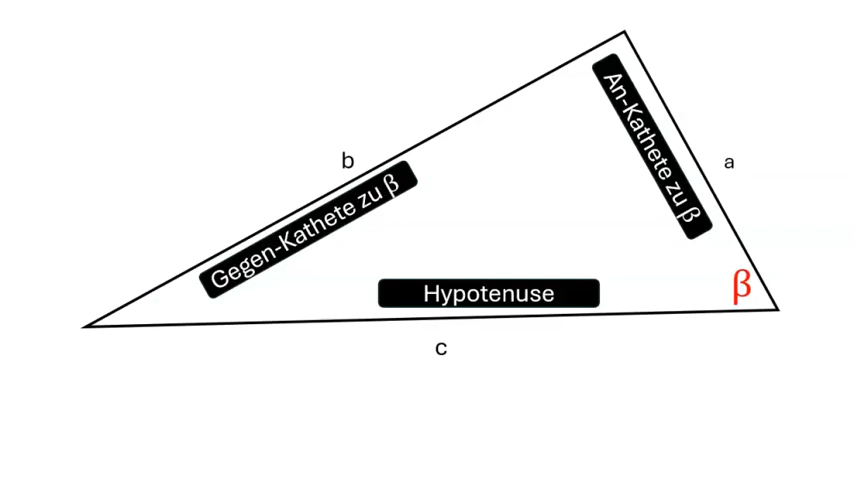 b
An-Kathete zu β
a
Gegen-Kathete zu β
β
Hypotenuse
c